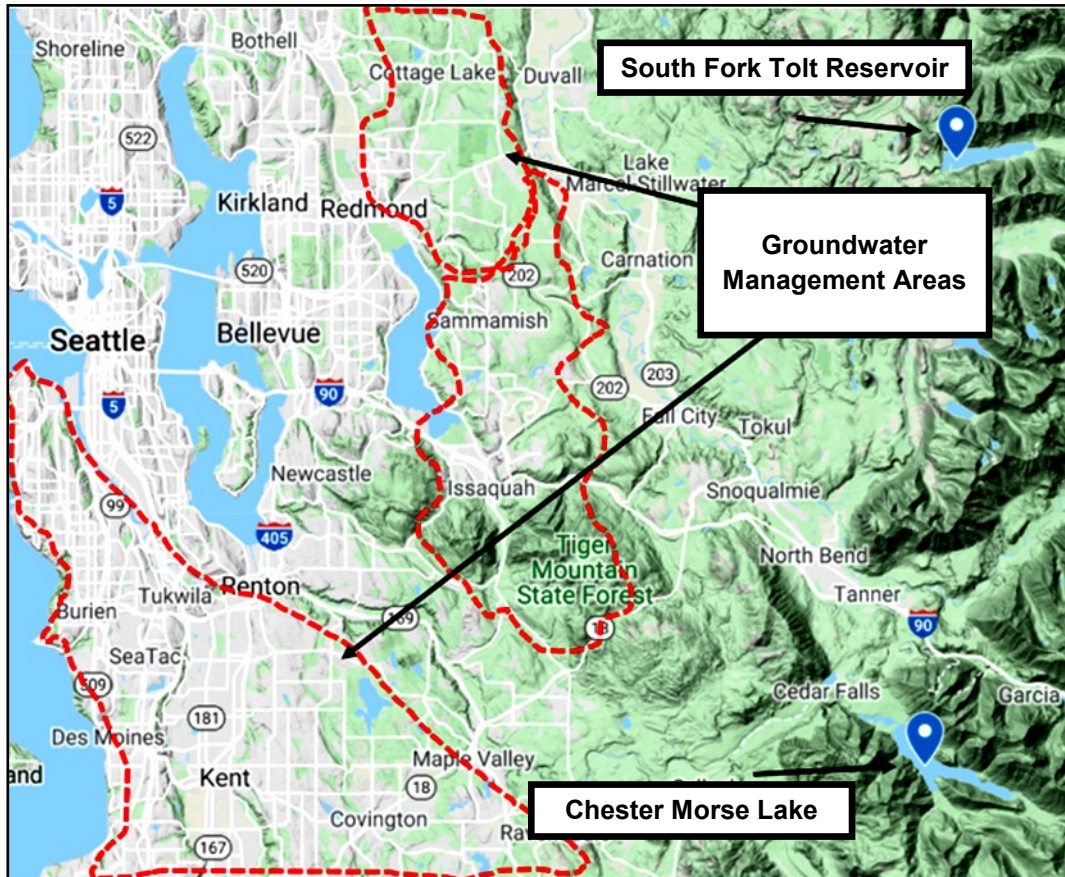 Shoreline
Bothell
Cottage Lake
Duvall
South Fork Tolt Reservoir
522
Lake
Marcel-Stillwater
5
Kirkland
Redmond
Groundwater
Management Areas
520
202
Carnation
Sammamish
Seattle
Bellevue
90
5
202
203
Fall City
Tokul
Newcastle
Issaquah
Snoqualmie
99
405
Tiger
Mountain
State Forest
North Bend
Renton
Tukwila
Tanner
Burien
169
18
90
SeaTac
509
Cedar Falls
Garcia
181
Des Moines
Maple Valley
Kent
18
Chester Morse Lake
Covington
167